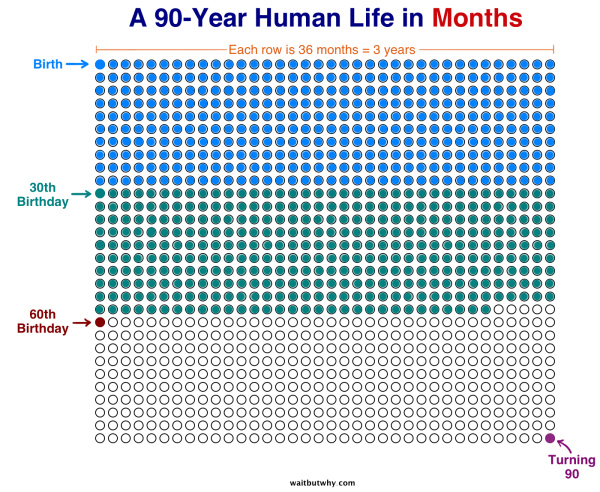 A 90-Year Human Life in Months
Each row is 36 months = 3 years
Birth
30th
Birthday
60th
Birthday
Turning
90
waitbutwhy.com